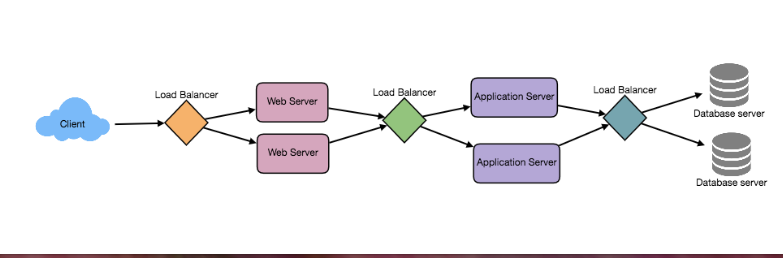 Client
Load Balancer
Web Server
Web Server
Load Balancer
Application Server
Application Server
Load Balancer
Database server
Database server